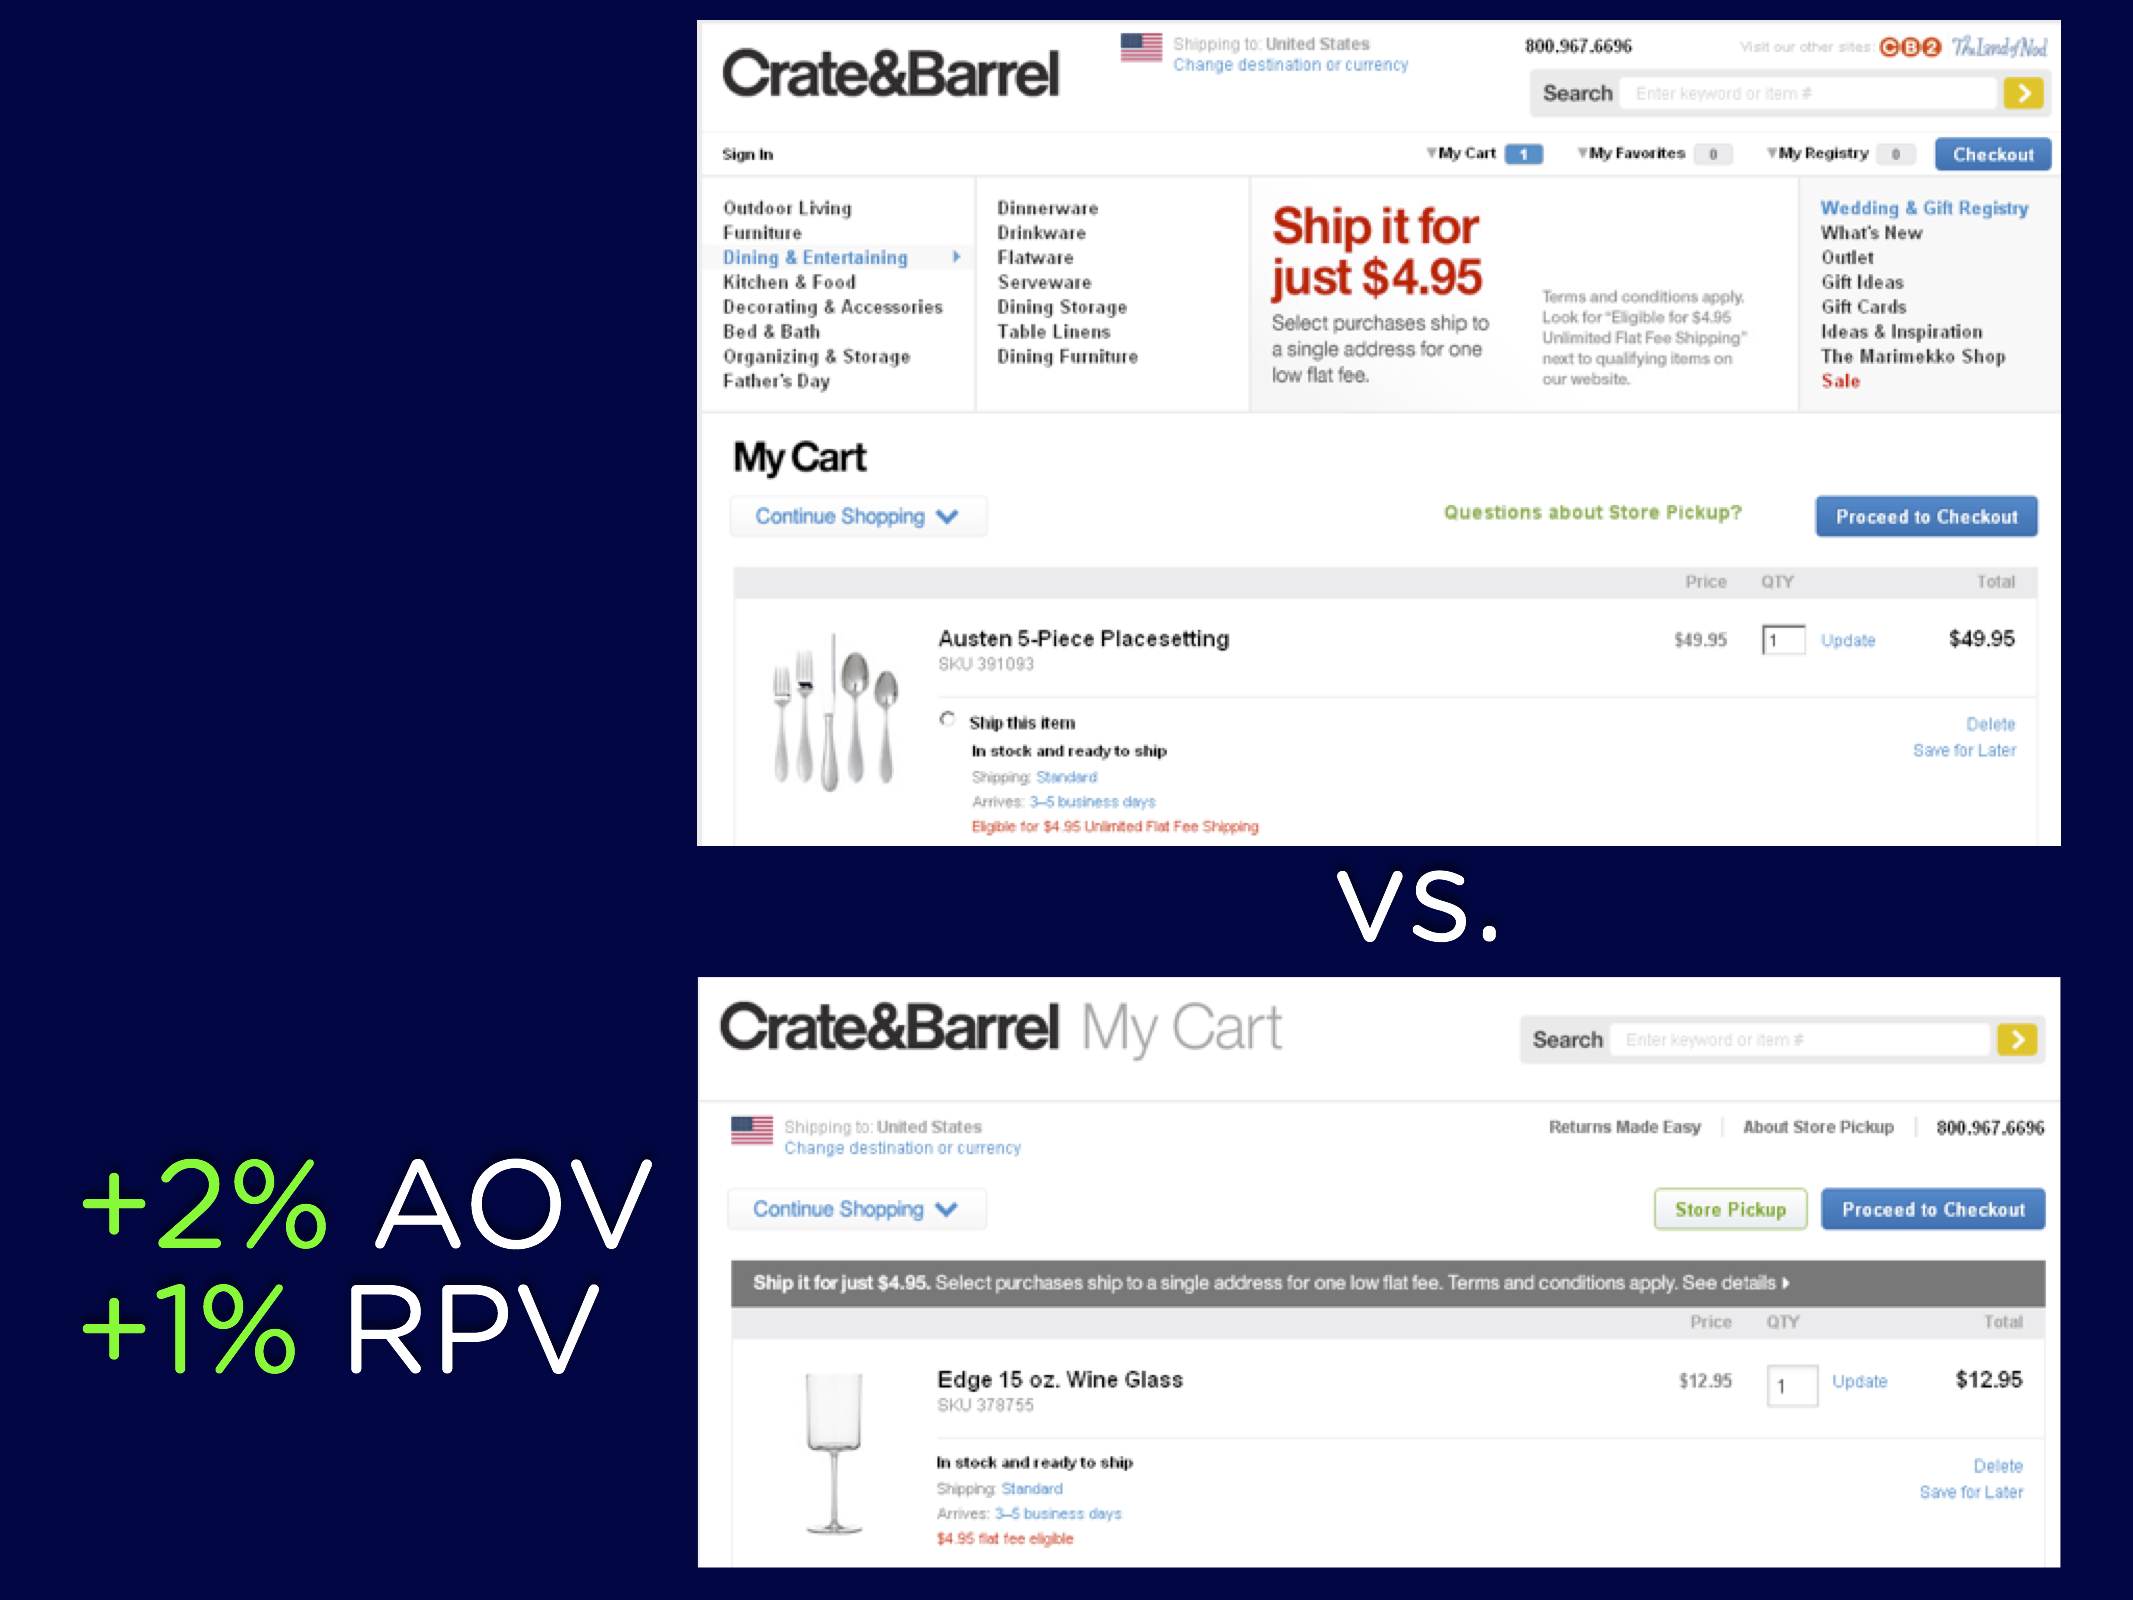 Crate&Barrel
Shipping to: United States
Change destination or currency
800.967.6696
Visit our other sites: CB2 The Land of Nod
Search Enter keyword or item #
Sign In
My Cart 1 My Favorites 0 My Registry 0 Checkout
Outdoor Living
Furniture
Dining & Entertaining
Kitchen & Food
Decorating & Accessories
Bed & Bath
Organizing & Storage
Father's Day
Dinnerware
Drinkware
Flatware
Serveware
Dining Storage
Table Linens
Dining Furniture
Ship it for
just $4.95
Select purchases ship to
a single address for one
low flat fee.
Terms and conditions apply.
Look for "Eligible for $4.95
Unlimited Flat Fee Shipping"
next to qualifying items on
our website.
Wedding & Gift Registry
What's New
Outlet
Gift Ideas
Gift Cards
Ideas & Inspiration
The Marimekko Shop
Sale
My Cart
Continue Shopping
Questions about Store Pickup?
Proceed to Checkout
Price QTY Total
Austen 5-Piece Placesetting
SKU 391093
$49.95 1 Update $49.95
Ship this item
In stock and ready to ship
Shipping: Standard
Arrives: 3–5 business days
Eligible for $4.95 Unlimited Flat Fee Shipping
Delete
Save for Later
vs.
+2% AOV
+1% RPV
Crate&Barrel My Cart
Search Enter keyword or item #
Shipping to: United States
Change destination or currency
Returns Made Easy About Store Pickup 800.967.6696
Continue Shopping
Store Pickup
Proceed to Checkout
Ship it for just $4.95. Select purchases ship to a single address for one low flat fee. Terms and conditions apply. See details
Price QTY Total
Edge 15 oz. Wine Glass
SKU 378755
$12.95 1 Update $12.95
In stock and ready to ship
Shipping: Standard
Arrives: 3–5 business days
$4.95 flat fee eligible
Delete
Save for Later